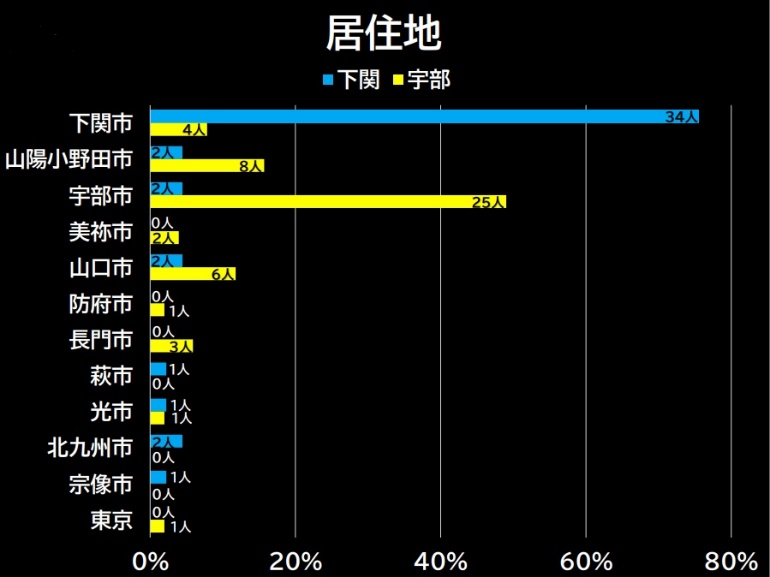 居住地
下関 宇部
下関市 34人
4人
山陽小野田市 2人
8人
宇部市 2人
25人
美祢市 0人
2人
山口市 2人
6人
防府市 0人
1人
長門市 0人
3人
萩市 1人
0人
光市 1人
1人
北九州市 2人
0人
宗像市 1人
0人
東京 0人
1人
0% 20% 40% 60% 80%